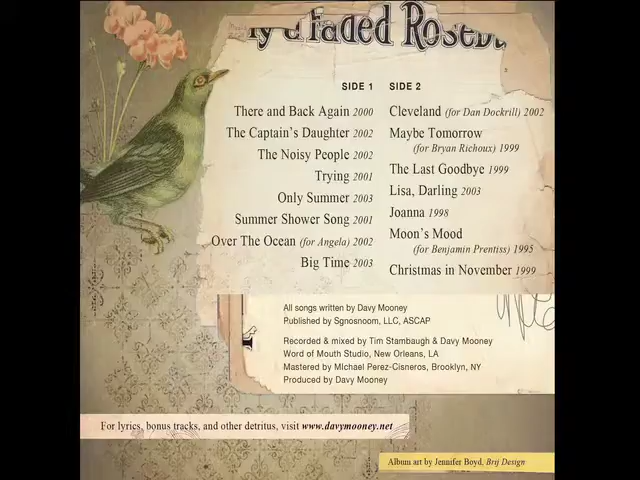 a Faded Rosebu
SIDE 1
There and Back Again 2000
The Captain's Daughter 2002
The Noisy People 2002
Trying 2001
Only Summer 2003
Summer Shower Song 2001
Over The Ocean (for Angela) 2002
Big Time 2003
SIDE 2
Cleveland (for Dan Dockrill) 2002
Maybe Tomorrow
(for Bryan Richoux) 1999
The Last Goodbye 1999
Lisa, Darling 2003
Joanna 1998
Moon's Mood
(for Benjamin Prentiss) 1995
Christmas in November 1999
All songs written by Davy Mooney
Published by Sgnosnoom, LLC, ASCAP
Recorded & mixed by Tim Stambaugh & Davy Mooney
Word of Mouth Studio, New Orleans, LA
Mastered by Michael Perez-Cisneros, Brooklyn, NY
Produced by Davy Mooney
For lyrics, bonus tracks, and other detritus, visit www.davymooney.net
Album art by Jennifer Boyd, Brij Design